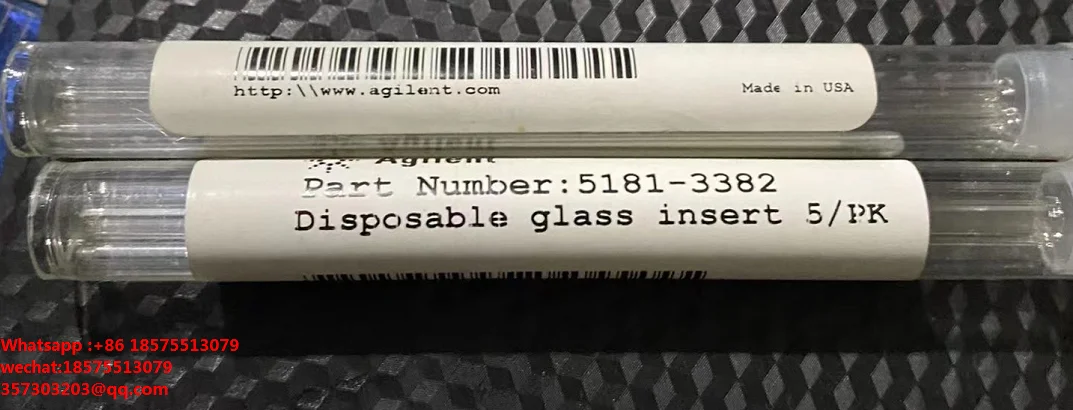 http:\\www.agilent.com
Made in USA
Agilent
Part Number:5181-3382
Disposable glass insert 5/PK
Whatsapp :+86 18575513079
wechat:18575513079
357303203@qq.com